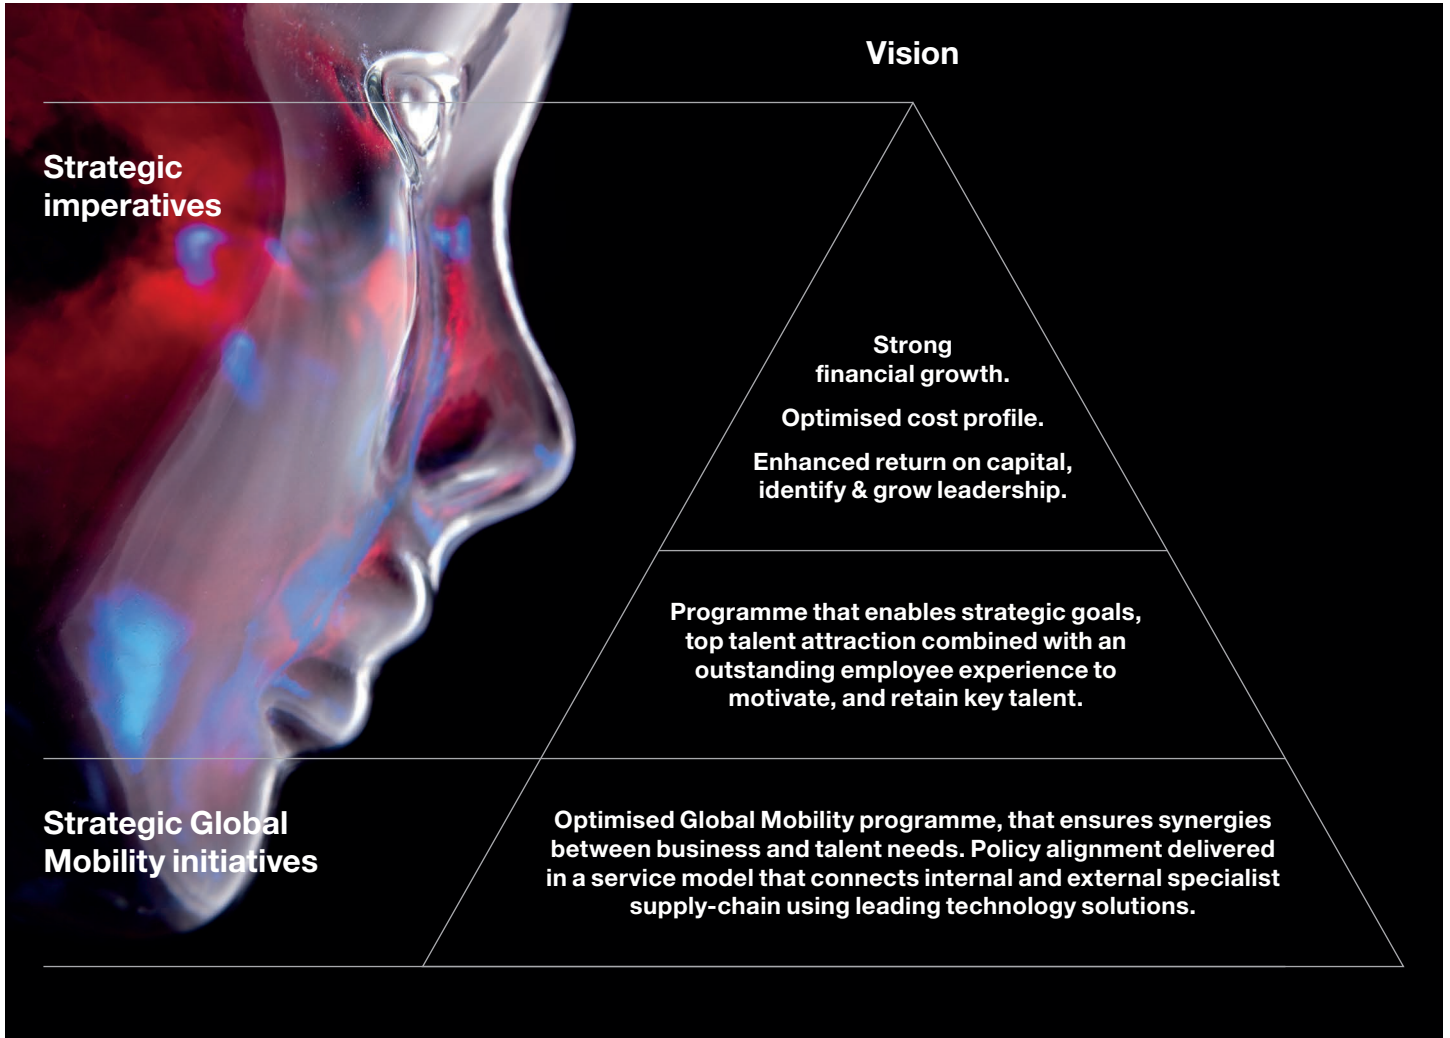 Vision
Strategic
imperatives
Strong
financial growth.
Optimised cost profile.
Enhanced return on capital,
identify & grow leadership.
Programme that enables strategic goals,
top talent attraction combined with an
outstanding employee experience to
motivate, and retain key talent.
Strategic Global
Mobility initiatives
Optimised Global Mobility programme, that ensures synergies
between business and talent needs. Policy alignment delivered
in a service model that connects internal and external specialist
supply-chain using leading technology solutions.